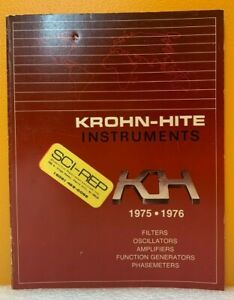 KROHN-HITE
INSTRUMENTS
SCI-REP
KH
1975 • 1976
FILTERS
OSCILLATORS
AMPLIFIERS
FUNCTION GENERATORS
PHASEMETERS